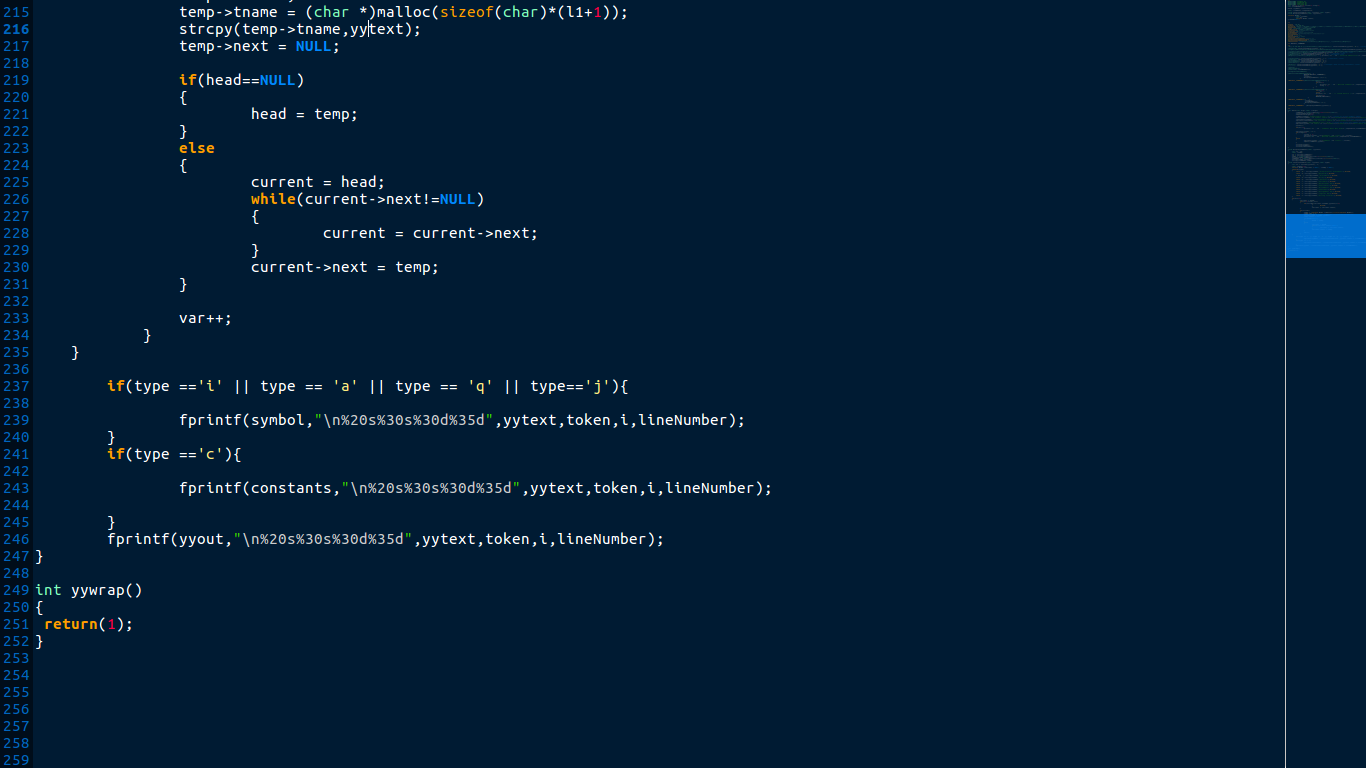 215 temp->tname = (char *)malloc(sizeof(char)*(l1+1));
216 strcpy(temp->tname,yytext);
217 temp->next = NULL;
218
219 if(head==NULL)
220 {
221 head = temp;
222 }
223 else
224 {
225 current = head;
226 while(current->next!=NULL)
227 {
228 current = current->next;
229 }
230 current->next = temp;
231 }
232
233 var++;
234 }
235 }
236
237 if(type =='i' || type == 'a' || type == 'q' || type=='j'){
238
239 fprintf(symbol,"\n%20s%30s%30d%35d",yytext,token,i,lineNumber);
240 }
241 if(type =='c'){
242
243 fprintf(constants,"\n%20s%30s%30d%35d",yytext,token,i,lineNumber);
244
245 }
246 fprintf(yyout,"\n%20s%30s%30d%35d",yytext,token,i,lineNumber);
247 }
248
249 int yywrap()
250 {
251 return(1);
252 }
253
254
255
256
257
258
259